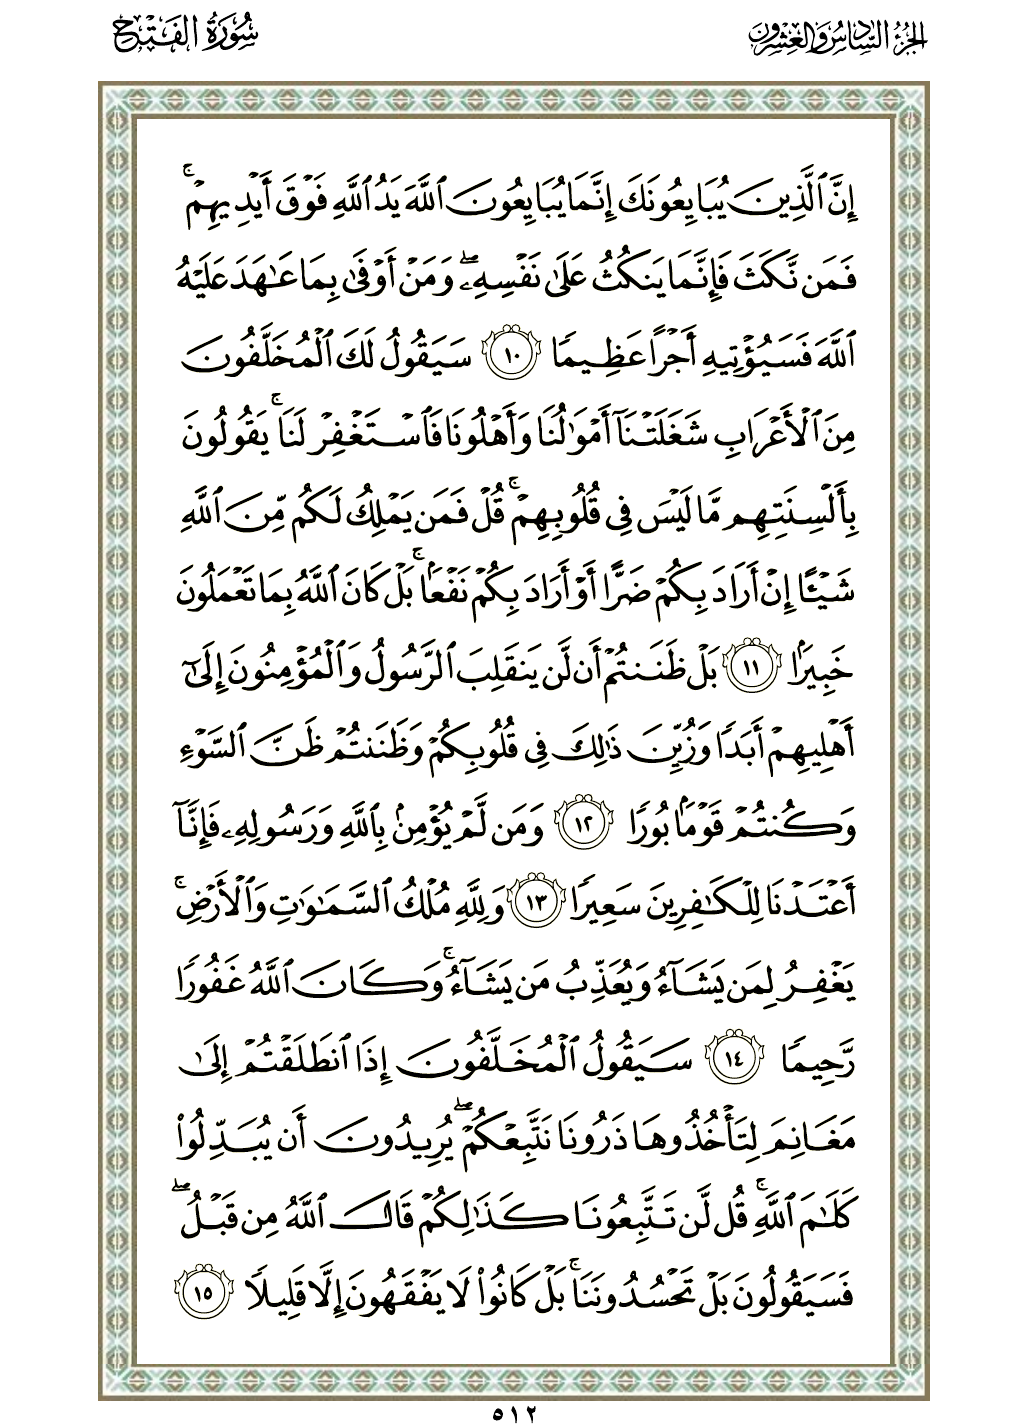 الجزء السادس والعشرون
سورة الفتح
إِنَّ ٱلَّذِينَ يُبَايِعُونَكَ إِنَّمَا يُبَايِعُونَ ٱللَّهَ يَدُ ٱللَّهِ فَوْقَ أَيْدِيهِمْ ۚ
فَمَن نَّكَثَ فَإِنَّمَا يَنكُثُ عَلَىٰ نَفْسِهِۦ ۖ وَمَنْ أَوْفَىٰ بِمَا عَـٰهَدَ عَلَيْهُ
ٱللَّهَ فَسَيُؤْتِيهِ أَجْرًا عَظِيمًا ١٠ سَيَقُولُ لَكَ ٱلْمُخَلَّفُونَ
مِنَ ٱلْأَعْرَابِ شَغَلَتْنَآ أَمْوَٰلُنَا وَأَهْلُونَا فَٱسْتَغْفِرْ لَنَا ۚ يَقُولُونَ
بِأَلْسِنَتِهِم مَّا لَيْسَ فِى قُلُوبِهِمْ ۚ قُلْ فَمَن يَمْلِكُ لَكُم مِّنَ ٱللَّهِ
شَيْـًٔا إِنْ أَرَادَ بِكُمْ ضَرًّا أَوْ أَرَادَ بِكُمْ نَفْعًۢا ۚ بَلْ كَانَ ٱللَّهُ بِمَا تَعْمَلُونَ
خَبِيرًۢا ١١ بَلْ ظَنَنتُمْ أَن لَّن يَنقَلِبَ ٱلرَّسُولُ وَٱلْمُؤْمِنُونَ إِلَىٰٓ
أَهْلِيهِمْ أَبَدًا وَزُيِّنَ ذَٰلِكَ فِى قُلُوبِكُمْ وَظَنَنتُمْ ظَنَّ ٱلسَّوْءِ
وَكُنتُمْ قَوْمًۢا بُورًا ١٢ وَمَن لَّمْ يُؤْمِنۢ بِٱللَّهِ وَرَسُولِهِۦ فَإِنَّآ
أَعْتَدْنَا لِلْكَـٰفِرِينَ سَعِيرًا ١٣ وَلِلَّهِ مُلْكُ ٱلسَّمَـٰوَٰتِ وَٱلْأَرْضِ ۚ
يَغْفِرُ لِمَن يَشَآءُ وَيُعَذِّبُ مَن يَشَآءُ ۚ وَكَانَ ٱللَّهُ غَفُورًا
رَّحِيمًا ١٤ سَيَقُولُ ٱلْمُخَلَّفُونَ إِذَا ٱنطَلَقْتُمْ إِلَىٰ
مَغَانِمَ لِتَأْخُذُوهَا ذَرُونَا نَتَّبِعْكُمْ ۖ يُرِيدُونَ أَن يُبَدِّلُوا۟
كَلَـٰمَ ٱللَّهِ ۚ قُل لَّن تَتَّبِعُونَا كَذَٰلِكُمْ قَالَ ٱللَّهُ مِن قَبْلُ ۖ
فَسَيَقُولُونَ بَلْ تَحْسُدُونَنَا ۚ بَلْ كَانُوا۟ لَا يَفْقَهُونَ إِلَّا قَلِيلًا ١٥
٥١٢